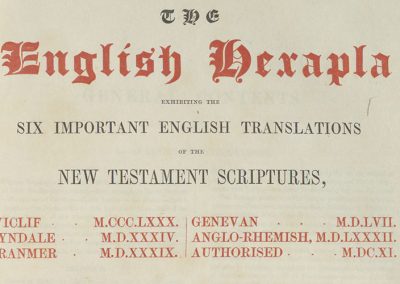 THE
English Hexapla
EXHIBITING THE
SIX IMPORTANT ENGLISH TRANSLATIONS
OF THE
NEW TESTAMENT SCRIPTURES,
VICLIF · · M.CCC.LXXX. GENEVAN · · · M.D.LVII.
YNDALE · · M.D.XXXIV. ANGLO-RHEMISH, M.D.LXXXII.
RANMER · · M.D.XXXIX. AUTHORISED · · · M.DC.XI.